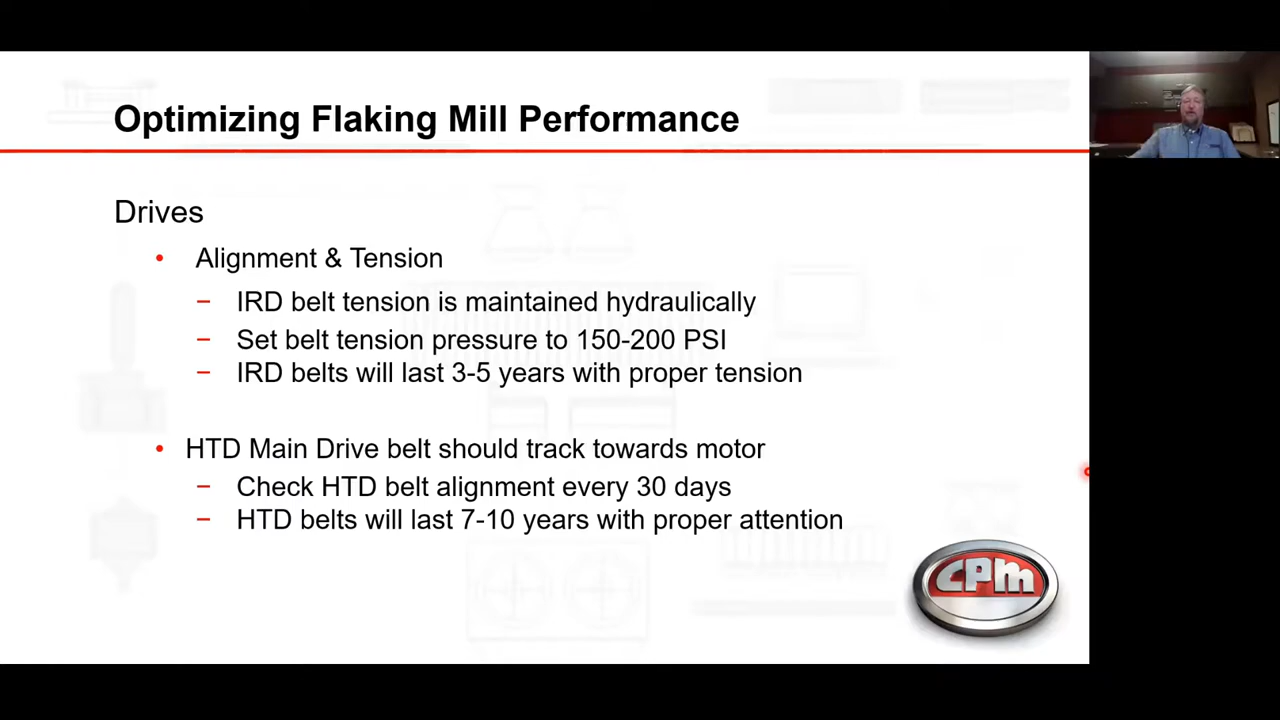 Optimizing Flaking Mill Performance
Drives
• Alignment & Tension
− IRD belt tension is maintained hydraulically
− Set belt tension pressure to 150-200 PSI
− IRD belts will last 3-5 years with proper tension
• HTD Main Drive belt should track towards motor
− Check HTD belt alignment every 30 days
− HTD belts will last 7-10 years with proper attention
CPM